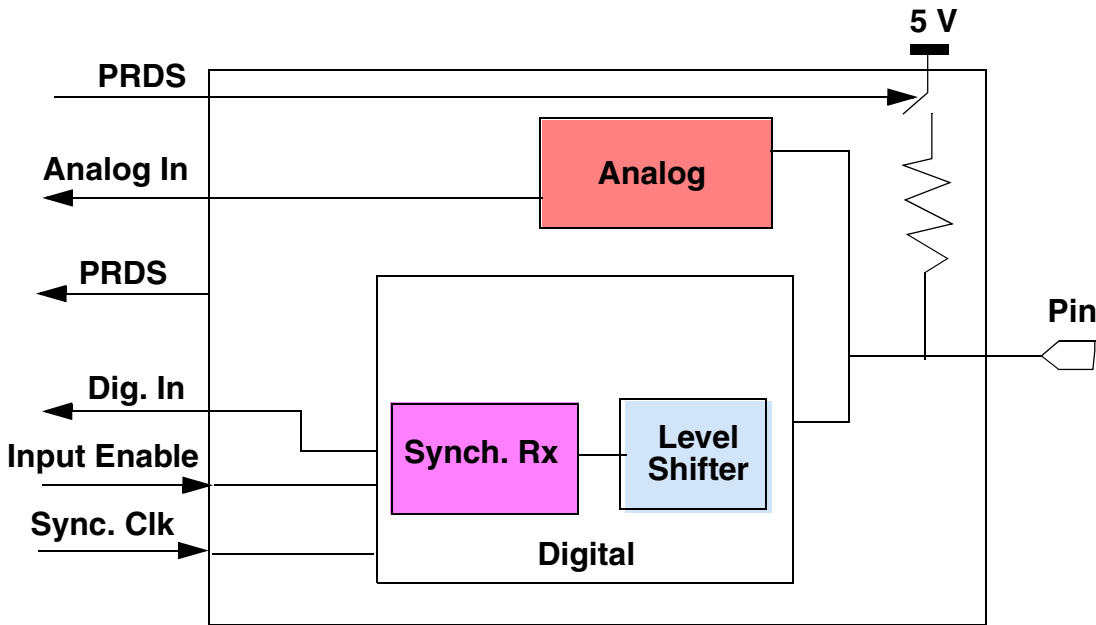 5 V
PRDS
Analog In
Analog
PRDS
Pin
Dig. In
Input Enable
Synch. Rx
Level
Shifter
Sync. Clk
Digital